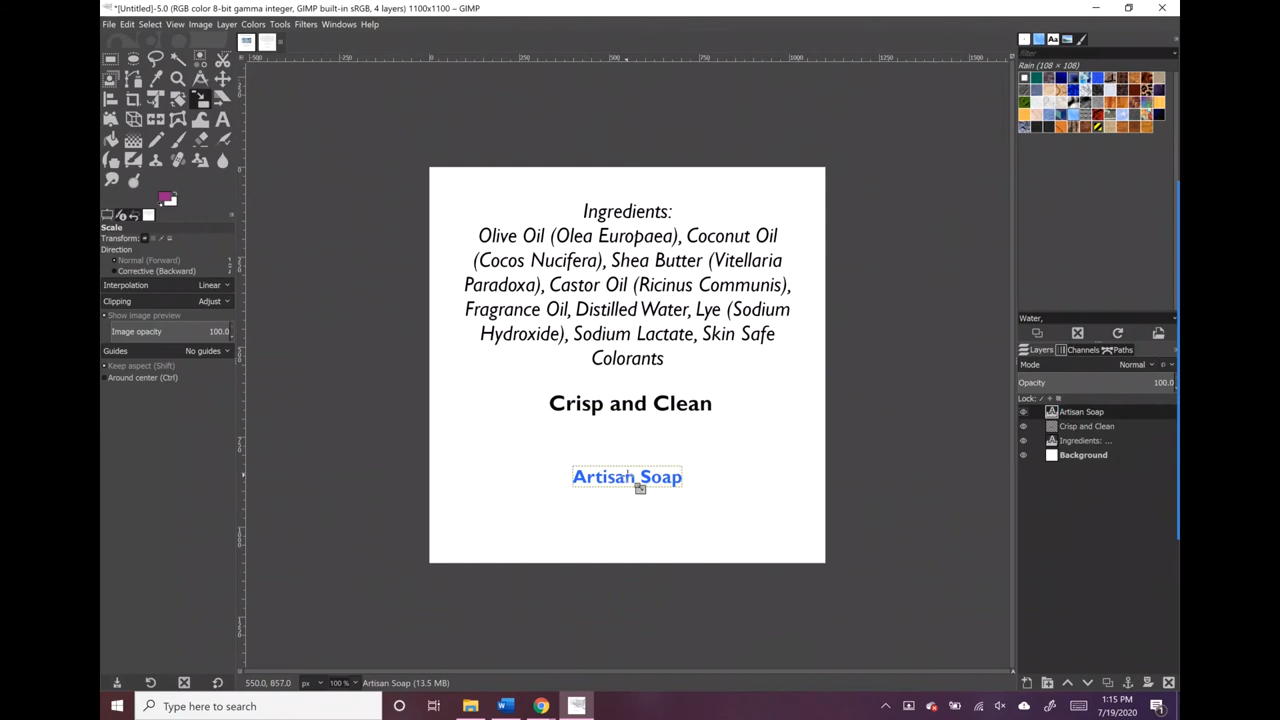 *[Untitled]-5.0 (RGB color 8-bit gamma integer, GIMP built-in sRGB, 4 layers) 1100x1100 – GIMP
File Edit Select View Image Layer Colors Tools Filters Windows Help
Filter
Rain (108 × 108)
Scale
Transform:
Direction
Normal (Forward)
Corrective (Backward)
Interpolation Linear
Clipping Adjust
Show image preview
Image opacity 100.0
Guides No guides
Keep aspect (Shift)
Around center (Ctrl)
Ingredients:
Olive Oil (Olea Europaea), Coconut Oil
(Cocos Nucifera), Shea Butter (Vitellaria
Paradoxa), Castor Oil (Ricinus Communis),
Fragrance Oil, Distilled Water, Lye (Sodium
Hydroxide), Sodium Lactate, Skin Safe
Colorants
Crisp and Clean
Artisan Soap
Water,
Layers Channels Paths
Mode Normal
Opacity 100.0
Lock:
Artisan Soap
Crisp and Clean
Ingredients: ...
Background
550.0, 857.0 px 100 % Artisan Soap (13.5 MB)
Type here to search
1:15 PM
7/19/2020